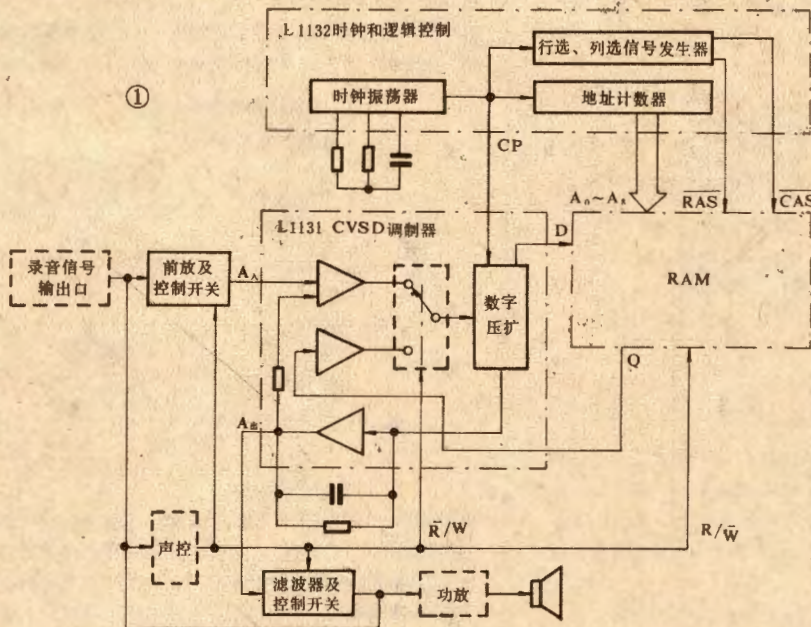 ①
L1132时钟和逻辑控制
行选、列选信号发生器
时钟振荡器
地址计数器
CP
A₀~A₈
RAS
CAS
L1131 CVSD调制器
D
录音信号
输出口
前放及
控制开关
A入
数字
压扩
RAM
Q
A出
R̄/W
R/W̄
声控
滤波器及
控制开关
功放